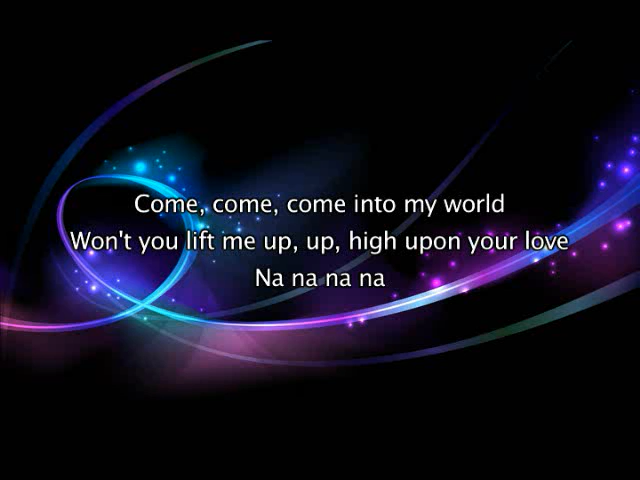 Come, come, come into my world
Won't you lift me up, up, high upon your love
Na na na na